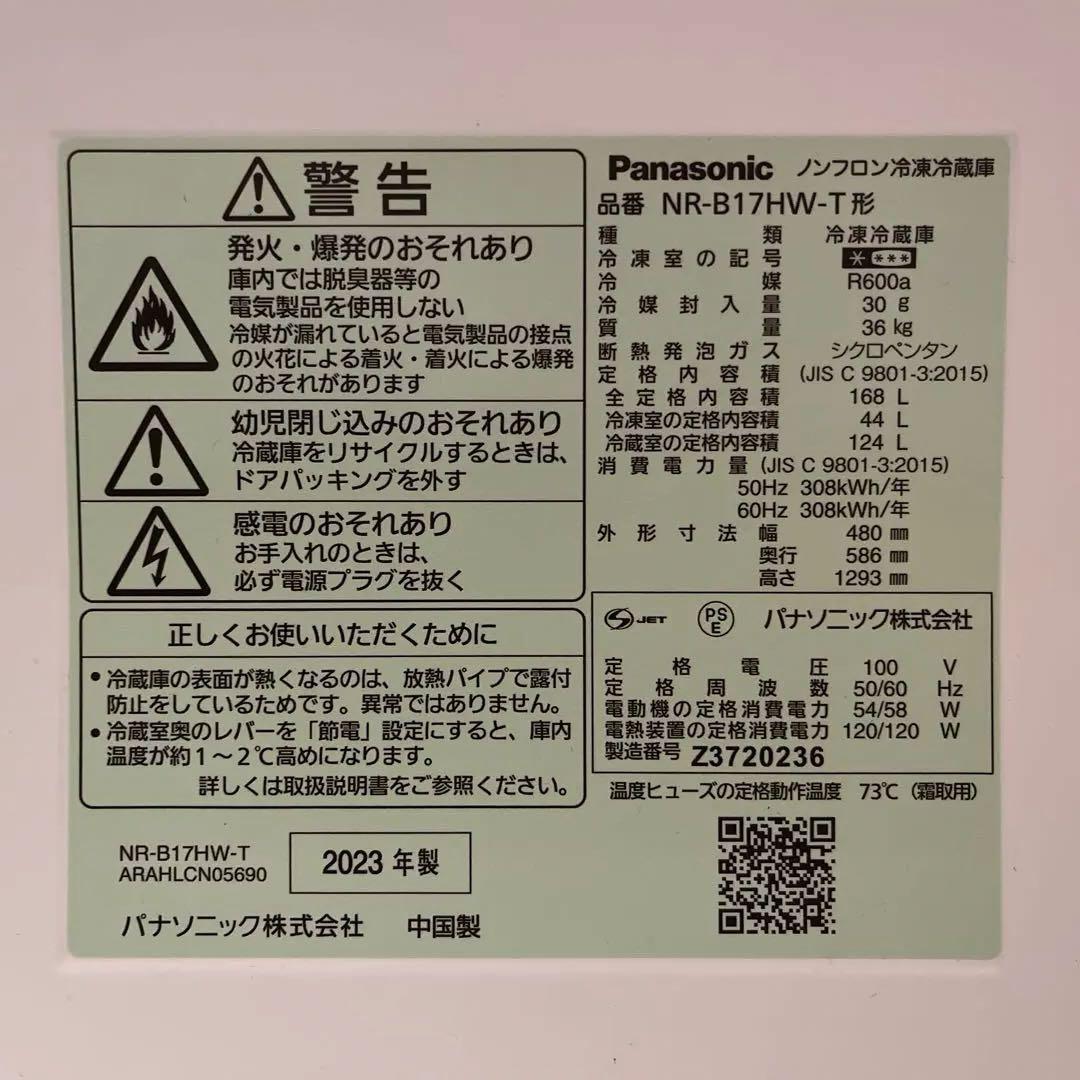 警告
発火・爆発のおそれあり
庫内では脱臭器等の
電気製品を使用しない
冷媒が漏れていると電気製品の接点
の火花による着火・着火による爆発
のおそれがあります
幼児閉じ込みのおそれあり
冷蔵庫をリサイクルするときは、
ドアパッキングを外す
感電のおそれあり
お手入れのときは、
必ず電源プラグを抜く
正しくお使いいただくために
•冷蔵庫の表面が熱くなるのは、放熱パイプで露付
防止をしているためです。異常ではありません。
•冷蔵室奥のレバーを「節電」設定にすると、庫内
温度が約1～2℃高めになります。
詳しくは取扱説明書をご参照ください。
NR-B17HW-T
ARAHLCN05690
2023年製
パナソニック株式会社 中国製
Panasonic ノンフロン冷凍冷蔵庫
品番 NR-B17HW-T形
種類 冷凍冷蔵庫
冷凍室の記号 * ***
冷媒 R600a
冷媒封入量 30 g
質量 36 kg
断熱発泡ガス シクロペンタン
定格内容積 (JIS C 9801-3:2015)
全定格内容積 168 L
冷凍室の定格内容積 44 L
冷蔵室の定格内容積 124 L
消費電力量 (JIS C 9801-3:2015)
50Hz 308kWh/年
60Hz 308kWh/年
外形寸法 幅 480 mm
奥行 586 mm
高さ 1293 mm
S JET PSE パナソニック株式会社
定格電圧 100 V
定格周波数 50/60 Hz
電動機の定格消費電力 54/58 W
電熱装置の定格消費電力 120/120 W
製造番号 Z3720236
温度ヒューズの定格動作温度 73℃（霜取用）